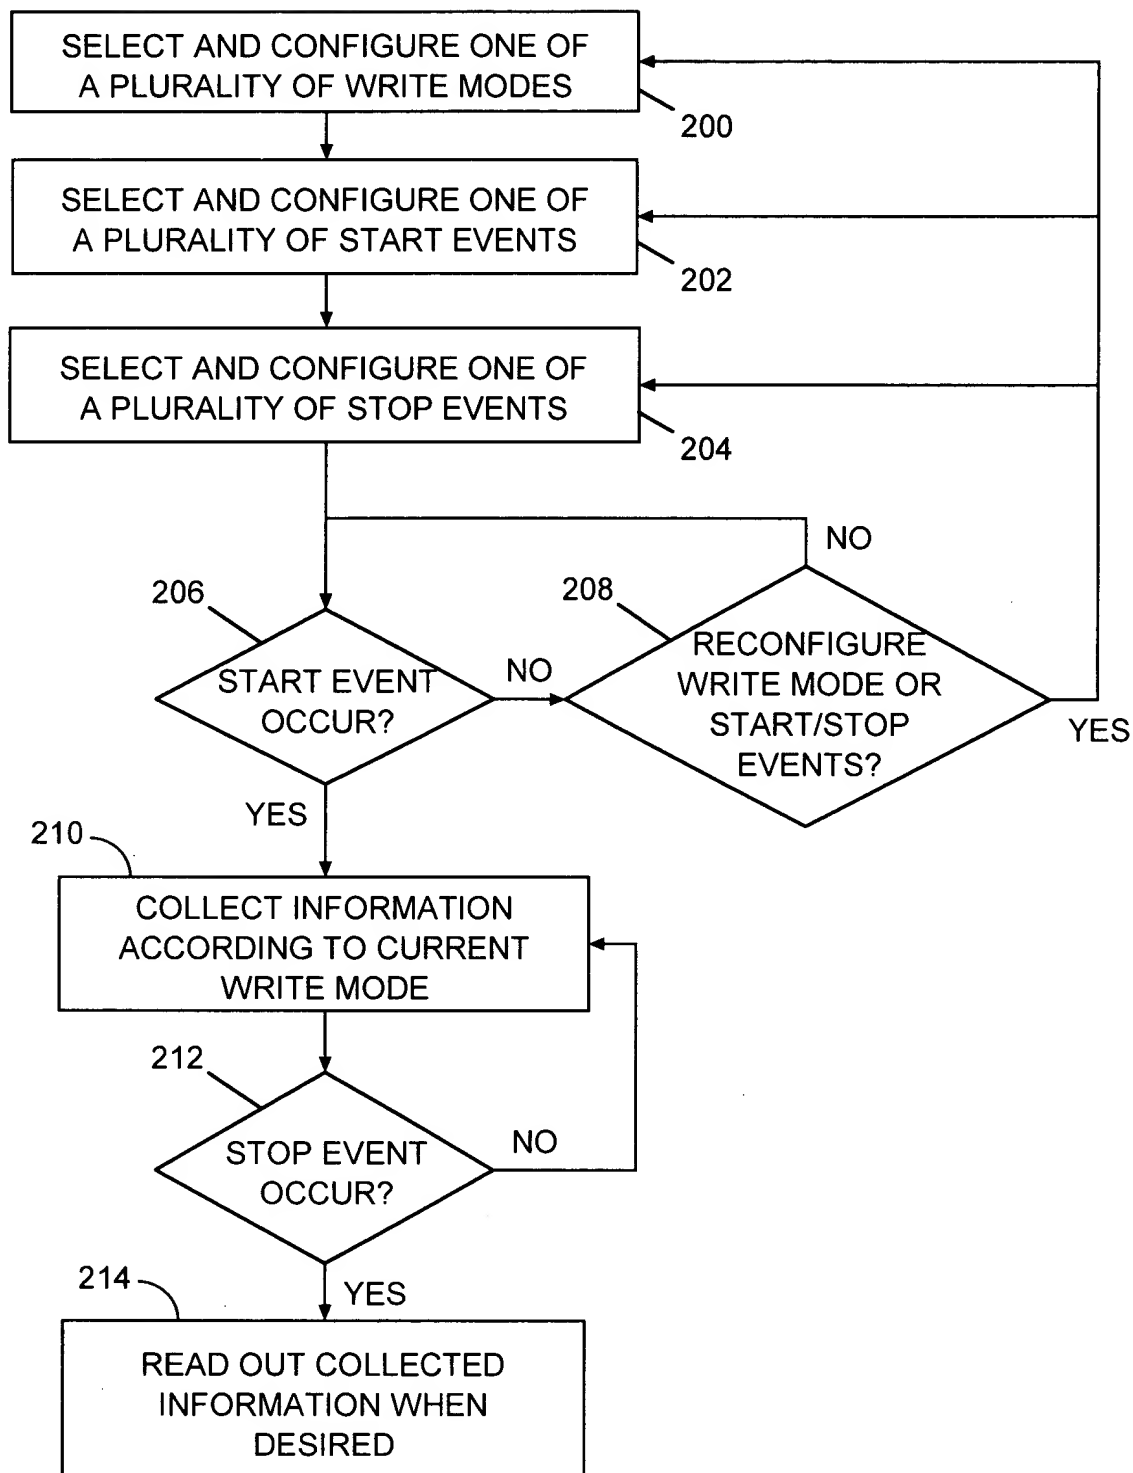 SELECT AND CONFIGURE ONE OF
A PLURALITY OF WRITE MODES
200
SELECT AND CONFIGURE ONE OF
A PLURALITY OF START EVENTS
202
SELECT AND CONFIGURE ONE OF
A PLURALITY OF STOP EVENTS
204
NO
206
208
START EVENT
OCCUR?
NO
RECONFIGURE
WRITE MODE OR
START/STOP
EVENTS?
YES
YES
210
COLLECT INFORMATION
ACCORDING TO CURRENT
WRITE MODE
212
STOP EVENT
OCCUR?
NO
214
YES
READ OUT COLLECTED
INFORMATION WHEN
DESIRED